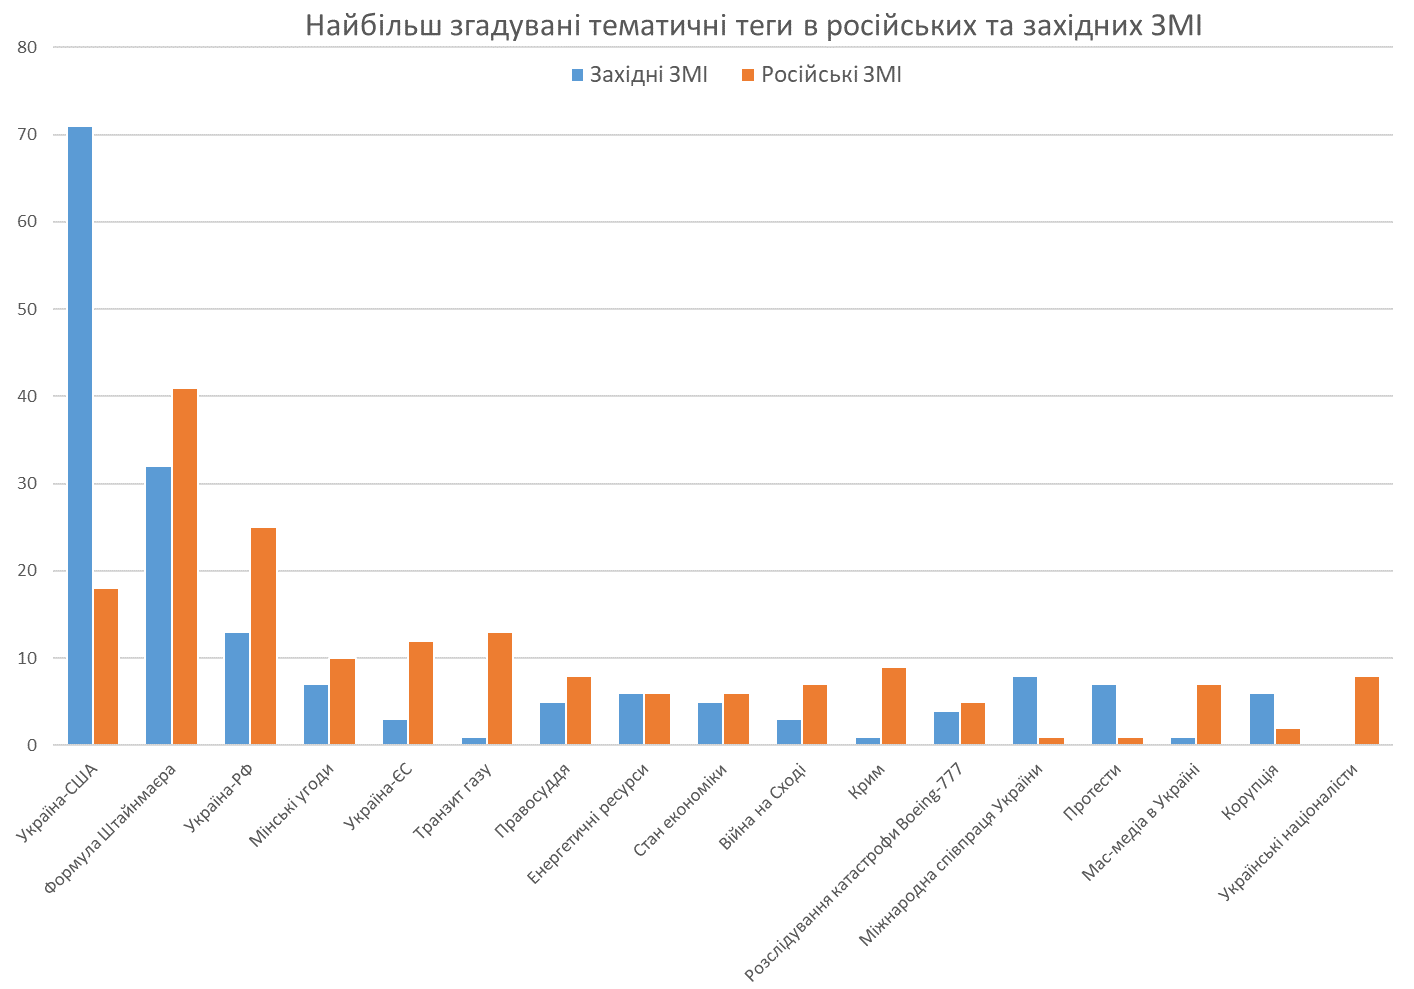 Найбільш згадувані тематичні теги в російських та західних ЗМІ
Західні ЗМІ
Російські ЗМІ
80
70
60
50
40
30
20
10
0
Україна-США
Формула Штайнмаєра
Україна-РФ
Мінські угоди
Україна-ЄС
Транзит газу
Правосуддя
Енергетичні ресурси
Стан економіки
Війна на Сході
Крим
Розслідування катастрофи Boeing-777
Міжнародна співпраця України
Протести
Мас-медіа в Україні
Корупція
Українські націоналісти